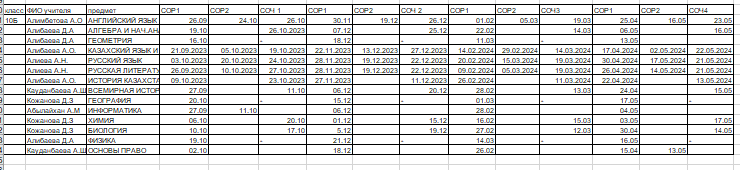 класс ФИО учителя предмет СОР1 СОР2 СОЧ 1 СОР1 СОР2 СОЧ 2 СОР1 СОР2 СОЧ3 СОР1 СОР2 СОЧ4
10Б Алимбетова А.О АНГЛИЙСКИЙ ЯЗЫК 26.09 24.10 26.10 30.11 19.12 26.12 01.02 05.03 19.03 25.04 16.05 23.05
Алибаева Д.А АЛГЕБРА И НАЧ.АН 19.10 26.10.2023 07.12 25.12 22.02 14.03 06.05 16.05
Алибаева Д.А ГЕОМЕТРИЯ 16.10 - 18.12 - 11.03 - 13.05 -
Алибаева А.О. КАЗАХСКИЙ ЯЗЫК И 21.09.2023 05.10.2023 19.10.2023 22.11.2023 13.12.2023 27.12.2023 14.02.2024 29.02.2024 14.03.2024 17.04.2024 02.05.2024 22.05.2024
Алиева А.Н. РУССКИЙ ЯЗЫК 03.10.2023 20.10.2023 24.10.2023 28.11.2023 19.12.2023 22.12.2023 20.02.2024 15.03.2024 19.03.2024 30.04.2024 17.05.2024 21.05.2024
Алиева А.Н. РУССКАЯ ЛИТЕРАТУ 26.09.2023 10.10.2023 27.10.2023 28.11.2023 19.12.2023 22.12.2023 09.02.2024 05.03.2024 19.03.2024 26.04.2024 14.05.2024 21.05.2024
Алибаева А.О. ИСТОРИЯ КАЗАХСТА 09.10.2023 23.10.2023 11.12.2023 26.02.2024 11.03.2024 22.04.2024 13.05.2024
Кауданбаева А.Ш ВСЕМИРНАЯ ИСТОР 27.09 11.10 06.12 20.12 28.02 13.03 24.04 15.05
Кожанова Д.З ГЕОГРАФИЯ 20.10 - 15.12 - 01.03 - 17.05 -
Абылайхан А.М ИНФОРМАТИКА 27.09 11.10 06.12 28.02 04.05
Кожанова Д.З ХИМИЯ 06.10 20.10 01.12 15.12 16.02 15.03 03.05 17.05
Кожанова Д.З БИОЛОГИЯ 10.10 17.10 5.12 19.12 27.02 12.03 30.04 14.05
Алибаева Д.А ФИЗИКА 19.10 - 21.12 - 14.03 - 16.05 -
Кауданбаева А.Ш ОСНОВЫ ПРАВО 02.10 18.12 26.02 15.04 13.05